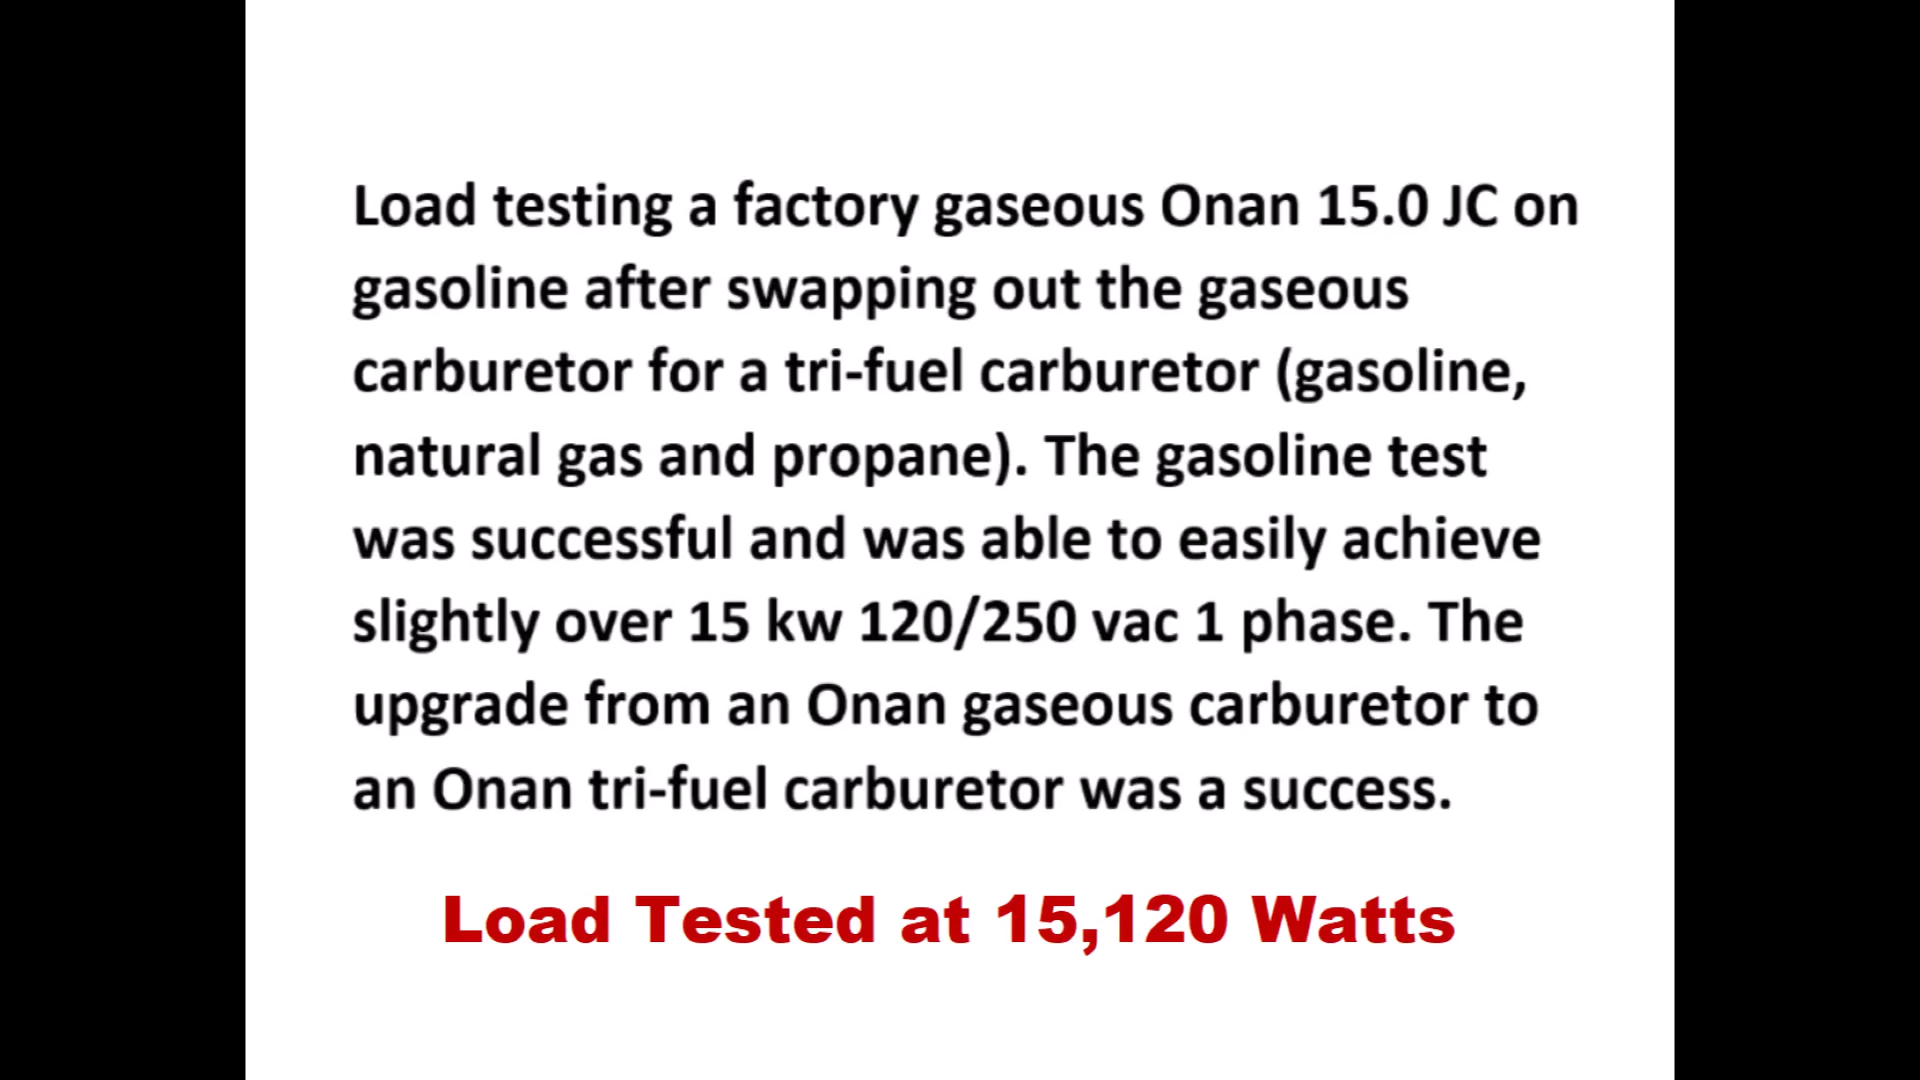 Load testing a factory gaseous Onan 15.0 JC on
gasoline after swapping out the gaseous
carburetor for a tri-fuel carburetor (gasoline,
natural gas and propane). The gasoline test
was successful and was able to easily achieve
slightly over 15 kw 120/250 vac 1 phase. The
upgrade from an Onan gaseous carburetor to
an Onan tri-fuel carburetor was a success.
Load Tested at 15,120 Watts